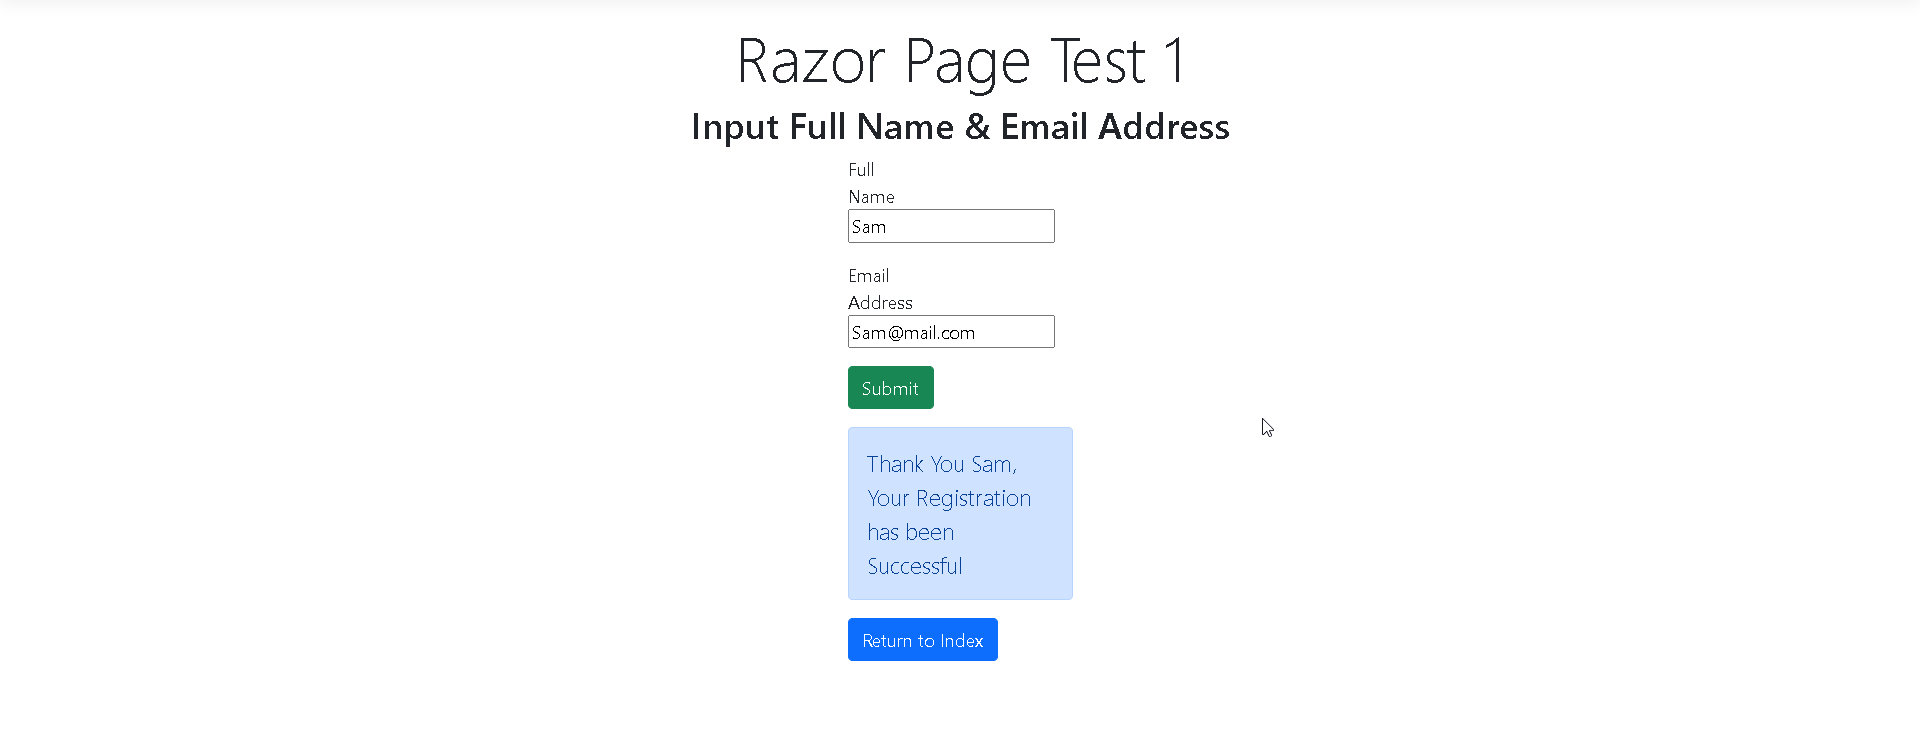 Razor Page Test 1
Input Full Name & Email Address
Full
Name
Sam
Email
Address
Sam@mail.com
Submit
Thank You Sam,
Your Registration
has been
Successful
Return to Index